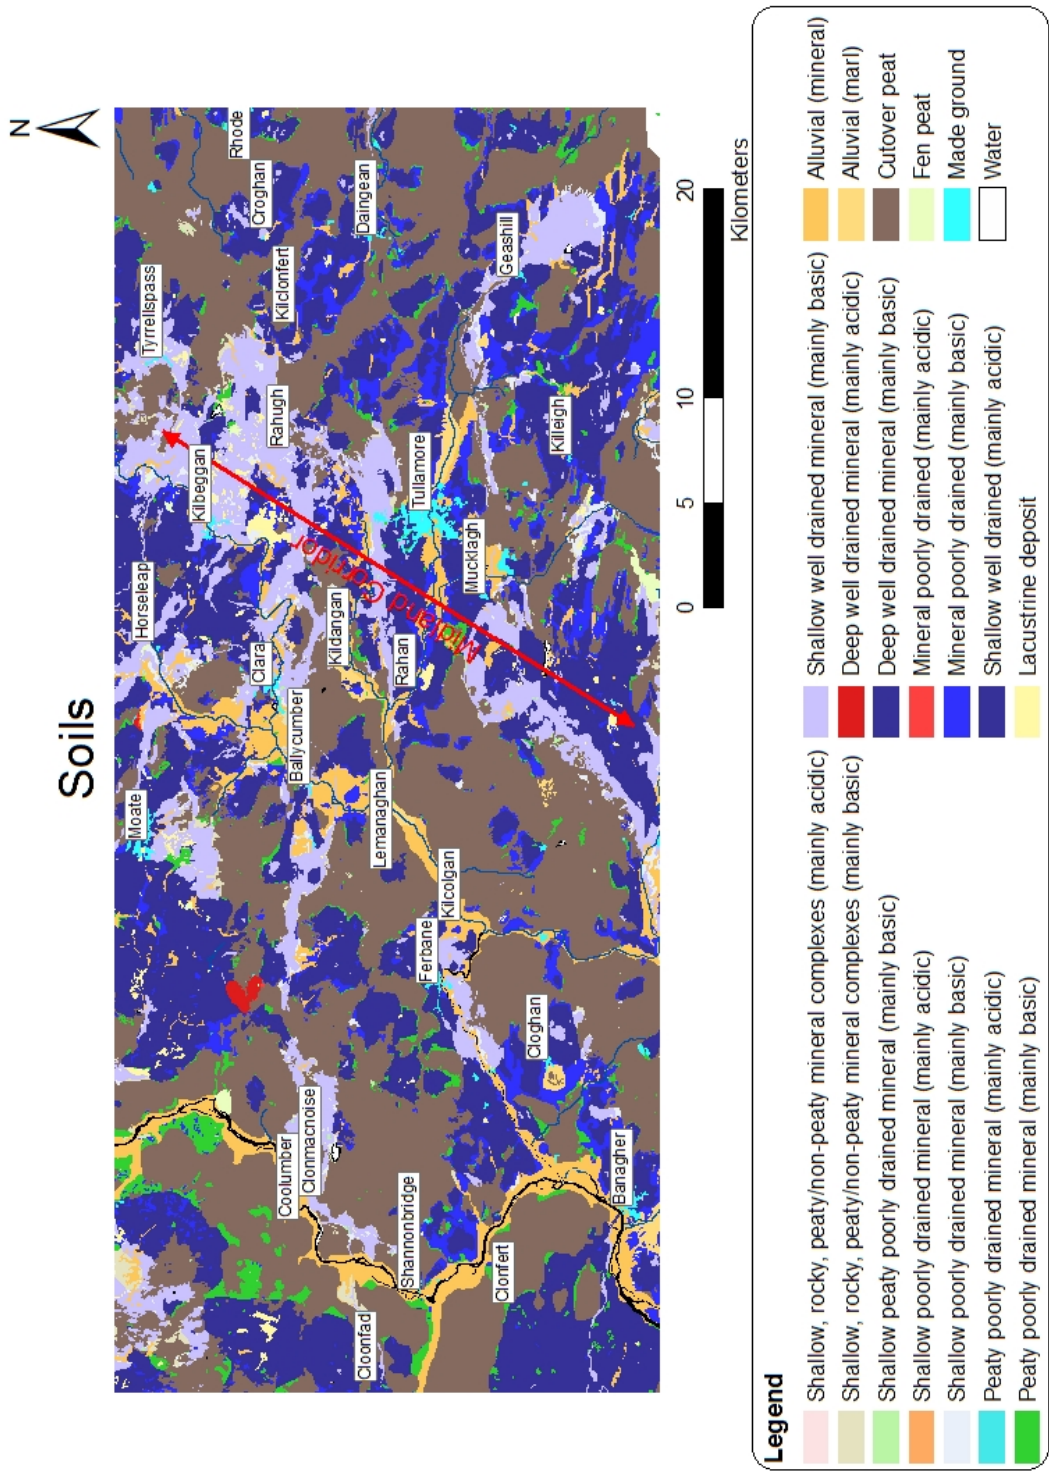 Soils
N
Moate
Horseleap
Tyrrellspass
Kilbeggan
Rhode
Croghan
Clara
Rahugh
Kilclonfert
Coolumber
Clonmacnoise
Ballycumber
Kildangan
Midland Corridor
Daingean
Cloonfad
Lemanaghan
Rahan
Shannonbridge
Tullamore
Ferbane
Kilcolgan
Mucklagh
Geashill
Clonfert
Cloghan
Killeigh
Banagher
0 5 10 20
Kilometers
Legend
Shallow, rocky, peaty/non-peaty mineral complexes (mainly acidic)
Shallow, rocky, peaty/non-peaty mineral complexes (mainly basic)
Shallow peaty poorly drained mineral (mainly basic)
Shallow poorly drained mineral (mainly acidic)
Shallow poorly drained mineral (mainly basic)
Peaty poorly drained mineral (mainly acidic)
Peaty poorly drained mineral (mainly basic)
Shallow well drained mineral (mainly basic)
Deep well drained mineral (mainly acidic)
Deep well drained mineral (mainly basic)
Mineral poorly drained (mainly acidic)
Mineral poorly drained (mainly basic)
Shallow well drained (mainly acidic)
Lacustrine deposit
Alluvial (mineral)
Alluvial (marl)
Cutover peat
Fen peat
Made ground
Water